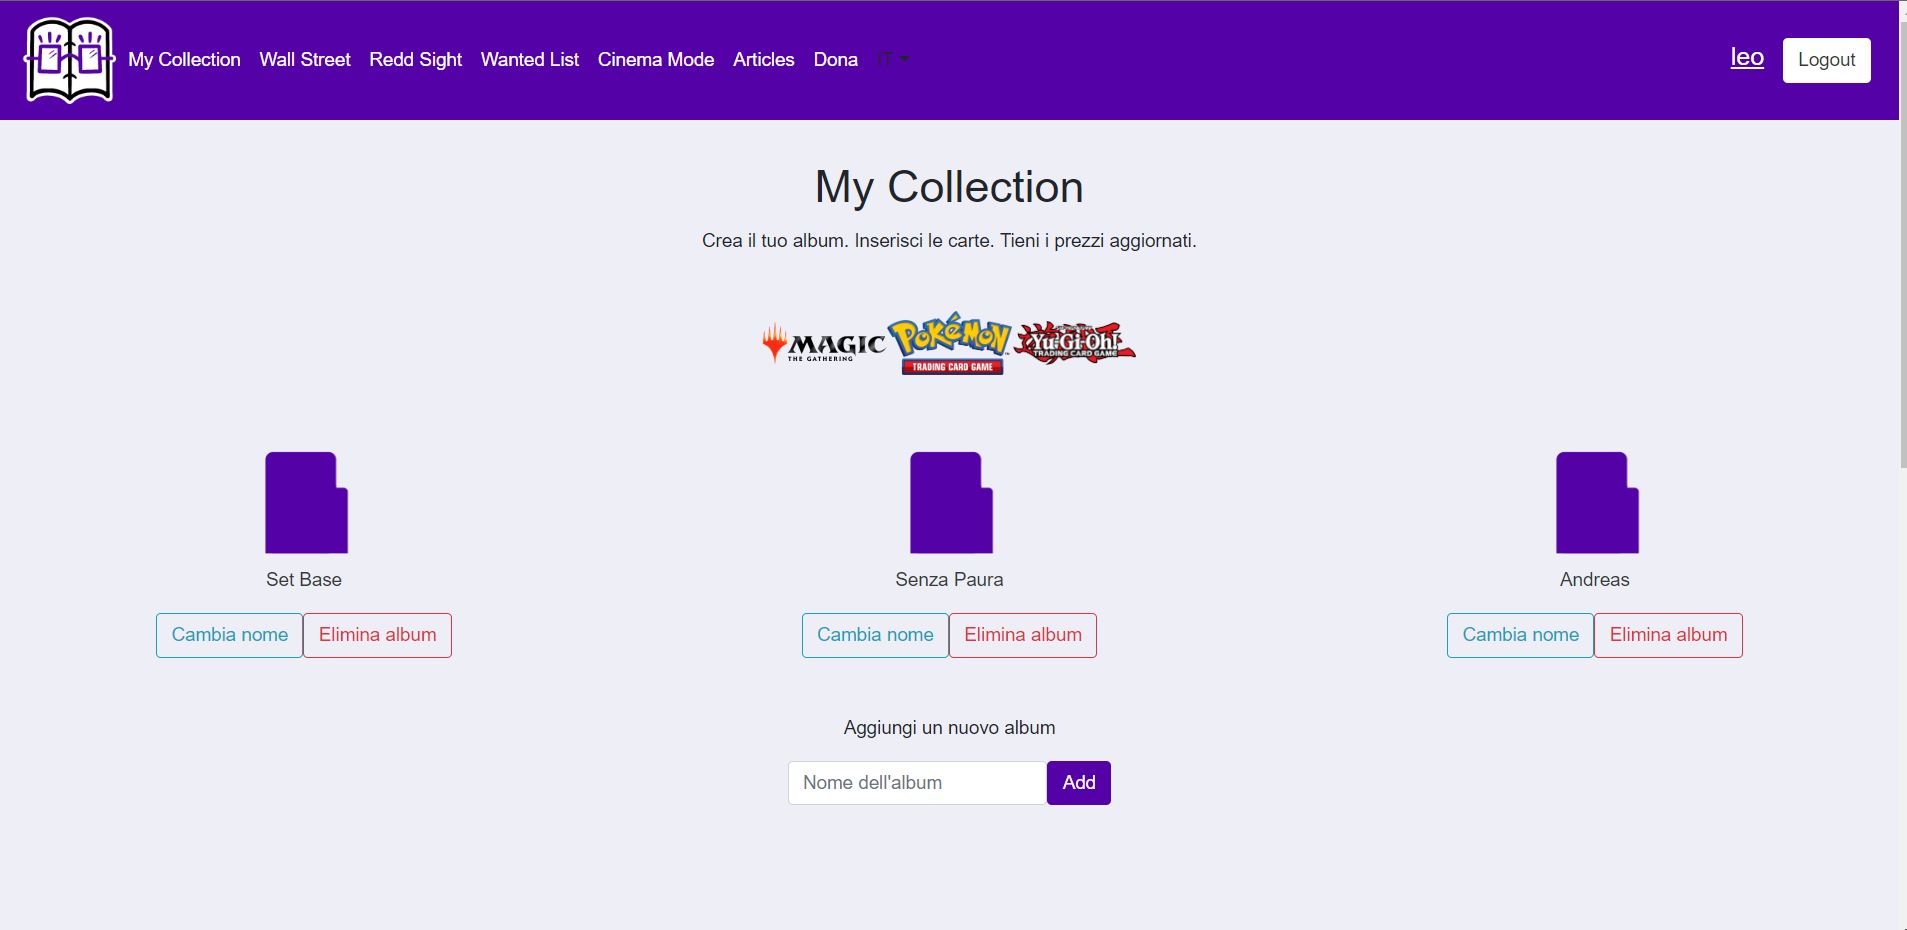 My Collection Wall Street Redd Sight Wanted List Cinema Mode Articles Dona IT leo Logout
My Collection
Crea il tuo album. Inserisci le carte. Tieni i prezzi aggiornati.
MAGIC
THE GATHERING
POKéMON
TRADING CARD GAME
Yu-Gi-Oh!
TRADING CARD GAME
Set Base Senza Paura Andreas
Cambia nome Elimina album Cambia nome Elimina album Cambia nome Elimina album
Aggiungi un nuovo album
Nome dell'album Add